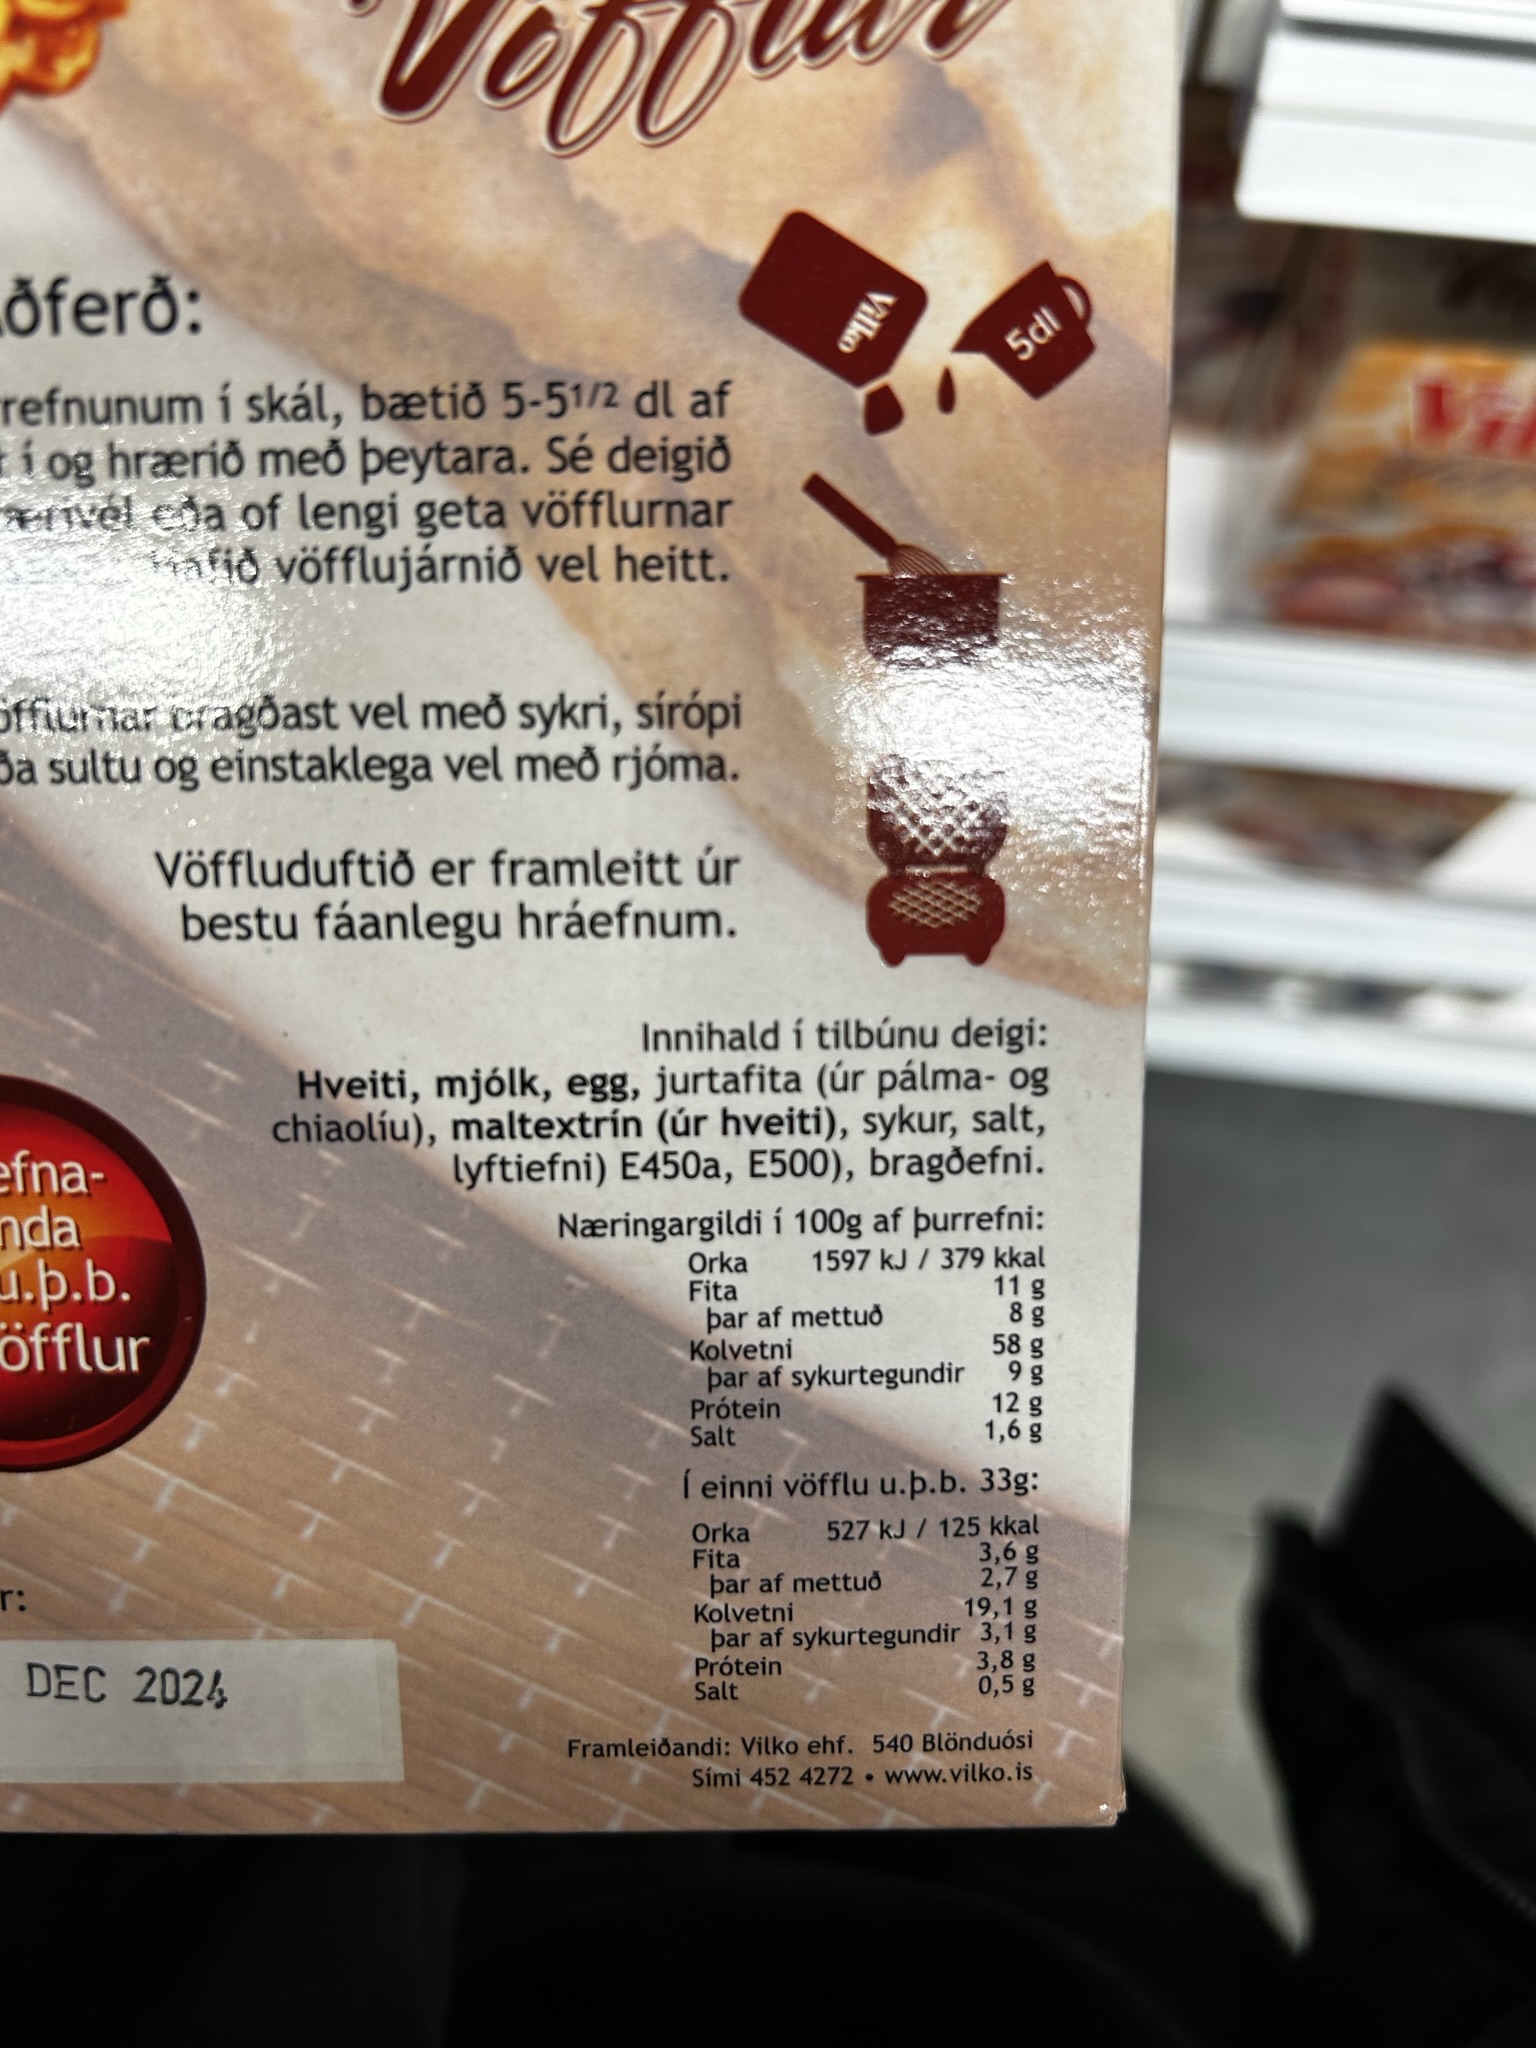 Vöfflur
Vilko
5dl
ðferð:
refnunum í skál, bætið 5-51/2 dl af
í og hrærið með þeytara. Sé deigið
eða of lengi geta vöfflurnar
vöfflujárnið vel heitt.
bragðast vel með sykri, sírópi
ða sultu og einstaklega vel með rjóma.
Vöffluduftið er framleitt úr
bestu fáanlegu hráefnum.
Innihald í tilbúnu deigi:
Hveiti, mjólk, egg, jurtafita (úr pálma- og
chiaolíu), maltextrín (úr hveiti), sykur, salt,
lyftiefni) E450a, E500), bragðefni.
efna-
nda
u.þ.b.
öfflur
Næringargildi í 100g af þurrefni:
Orka 1597 kJ / 379 kkal
Fita 11 g
þar af mettuð 8 g
Kolvetni 58 g
þar af sykurtegundir 9 g
Prótein 12 g
Salt 1,6 g
Í einni vöfflu u.þ.b. 33g:
Orka 527 kJ / 125 kkal
Fita 3,6 g
þar af mettuð 2,7 g
Kolvetni 19,1 g
þar af sykurtegundir 3,1 g
Prótein 3,8 g
Salt 0,5 g
r:
DEC 2024
Framleiðandi: Vilko ehf. 540 Blönduósi
Sími 452 4272 • www.vilko.is